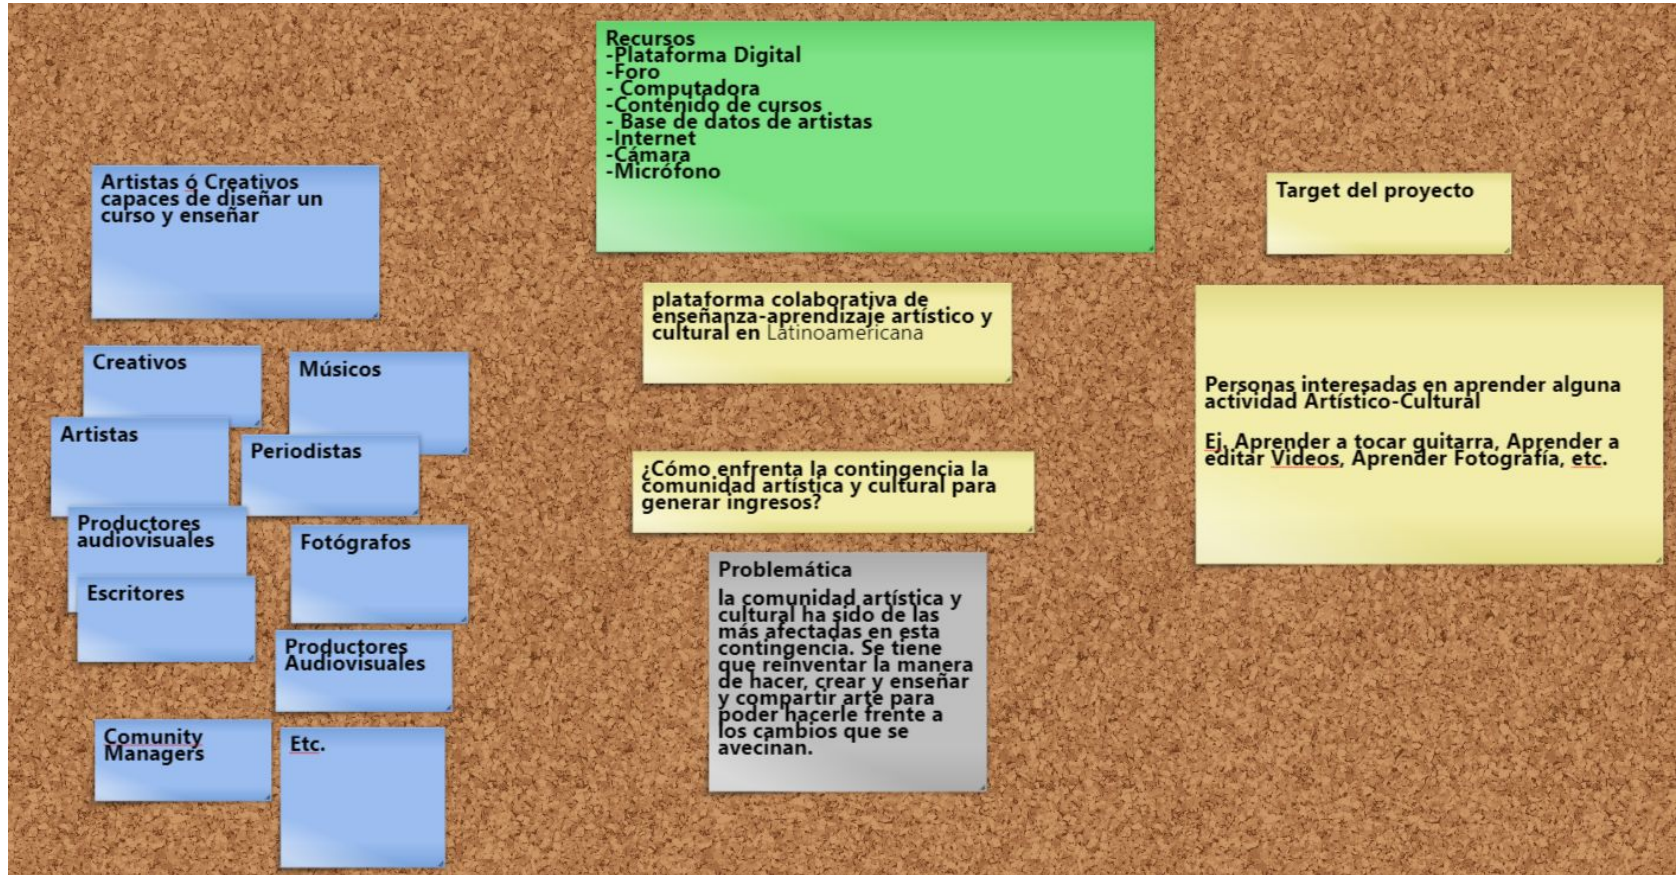 Recursos
-Plataforma Digital
-Foro
- Computadora
-Contenido de cursos
- Base de datos de artistas
-Internet
-Cámara
-Micrófono
Artistas ó Creativos
capaces de diseñar un
curso y enseñar
Creativos
Músicos
Artistas
Periodistas
Productores
audiovisuales
Fotógrafos
Escritores
Productores
Audiovisuales
Comunity
Managers
Etc.
plataforma colaborativa de
enseñanza-aprendizaje artístico y
cultural en Latinoamericana
¿Cómo enfrenta la contingencia la
comunidad artística y cultural para
generar ingresos?
Problemática
la comunidad artística y
cultural ha sido de las
más afectadas en esta
contingencia. Se tiene
que reinventar la manera
de hacer, crear y enseñar
y compartir arte para
poder hacerle frente a
los cambios que se
avecinan.
Target del proyecto
Personas interesadas en aprender alguna
actividad Artístico-Cultural
Ej. Aprender a tocar guitarra, Aprender a
editar Videos, Aprender Fotografía, etc.